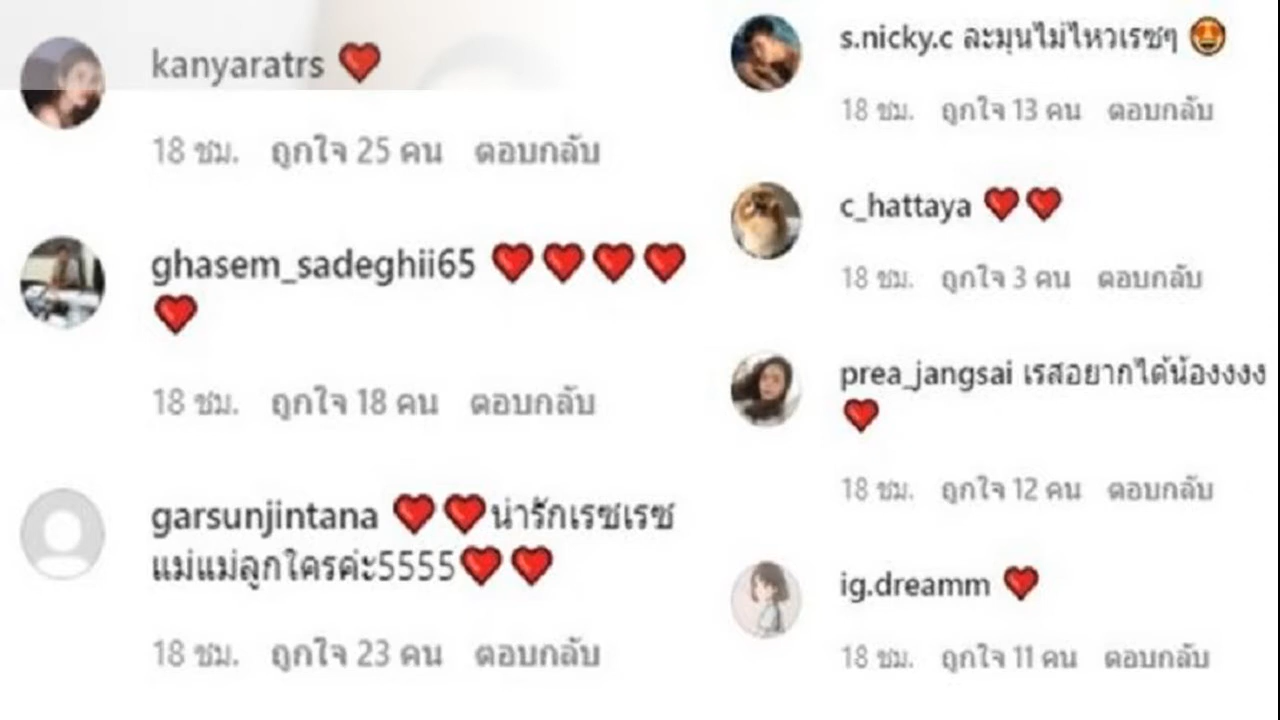 kanyaratrs ❤️
18 ชม. ถูกใจ 25 คน ตอบกลับ
ghasem_sadeghii65 ❤️❤️❤️❤️
❤️
18 ชม. ถูกใจ 18 คน ตอบกลับ
garsunjintana ❤️❤️น่ารักเรซเรซ
แม่แม่ลูกใครค่ะ5555❤️❤️
18 ชม. ถูกใจ 23 คน ตอบกลับ
s.nicky.c ละมุนไม่ไหวเรซๆ 🤩
18 ชม. ถูกใจ 13 คน ตอบกลับ
c_hattaya ❤️❤️
18 ชม. ถูกใจ 3 คน ตอบกลับ
prea_jangsai เรสอยากได้น้องงงง
❤️
18 ชม. ถูกใจ 12 คน ตอบกลับ
ig.dreamm ❤️
18 ชม. ถูกใจ 11 คน ตอบกลับ